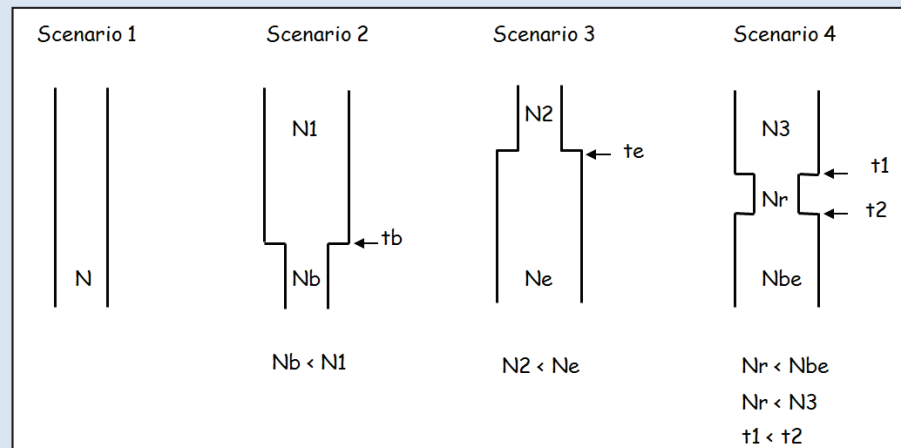 Scenario 1
N
Scenario 2
N1
tb
Nb
Nb < N1
Scenario 3
N2
te
Ne
N2 < Ne
Scenario 4
N3
t1
Nr
t2
Nbe
Nr < Nbe
Nr < N3
t1 < t2